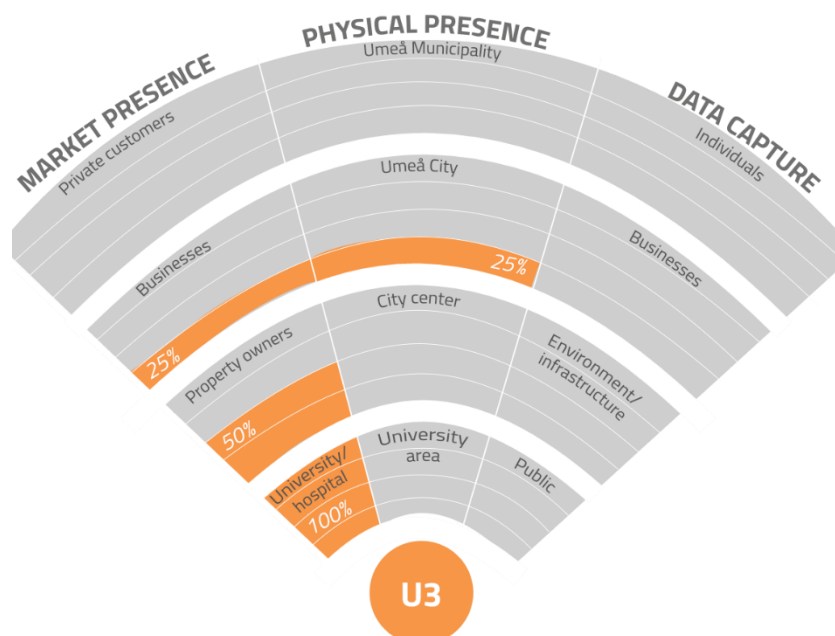 MARKET PRESENCE
PHYSICAL PRESENCE
DATA CAPTURE
Private customers
Umeå Municipality
Individuals
Businesses
Umeå City
Businesses
25%
25%
Property owners
City center
Environment/
infrastructure
50%
University/
hospital
University
area
Public
100%
U3